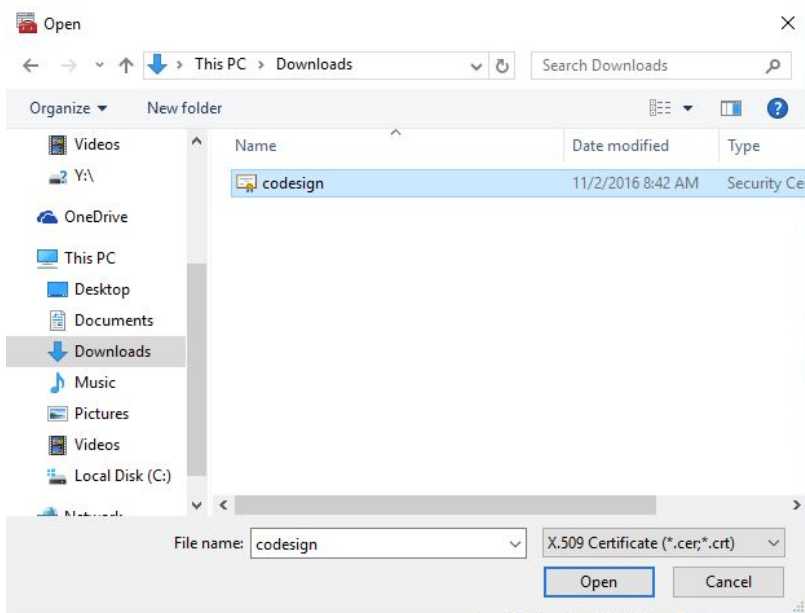 Open
This PC > Downloads
Search Downloads
Organize New folder
Videos
Y:\
OneDrive
This PC
Desktop
Documents
Downloads
Music
Pictures
Videos
Local Disk (C:)
Network
Name Date modified Type
codesign 11/2/2016 8:42 AM Security Ce
File name: codesign X.509 Certificate (*.cer;*.crt)
Open Cancel